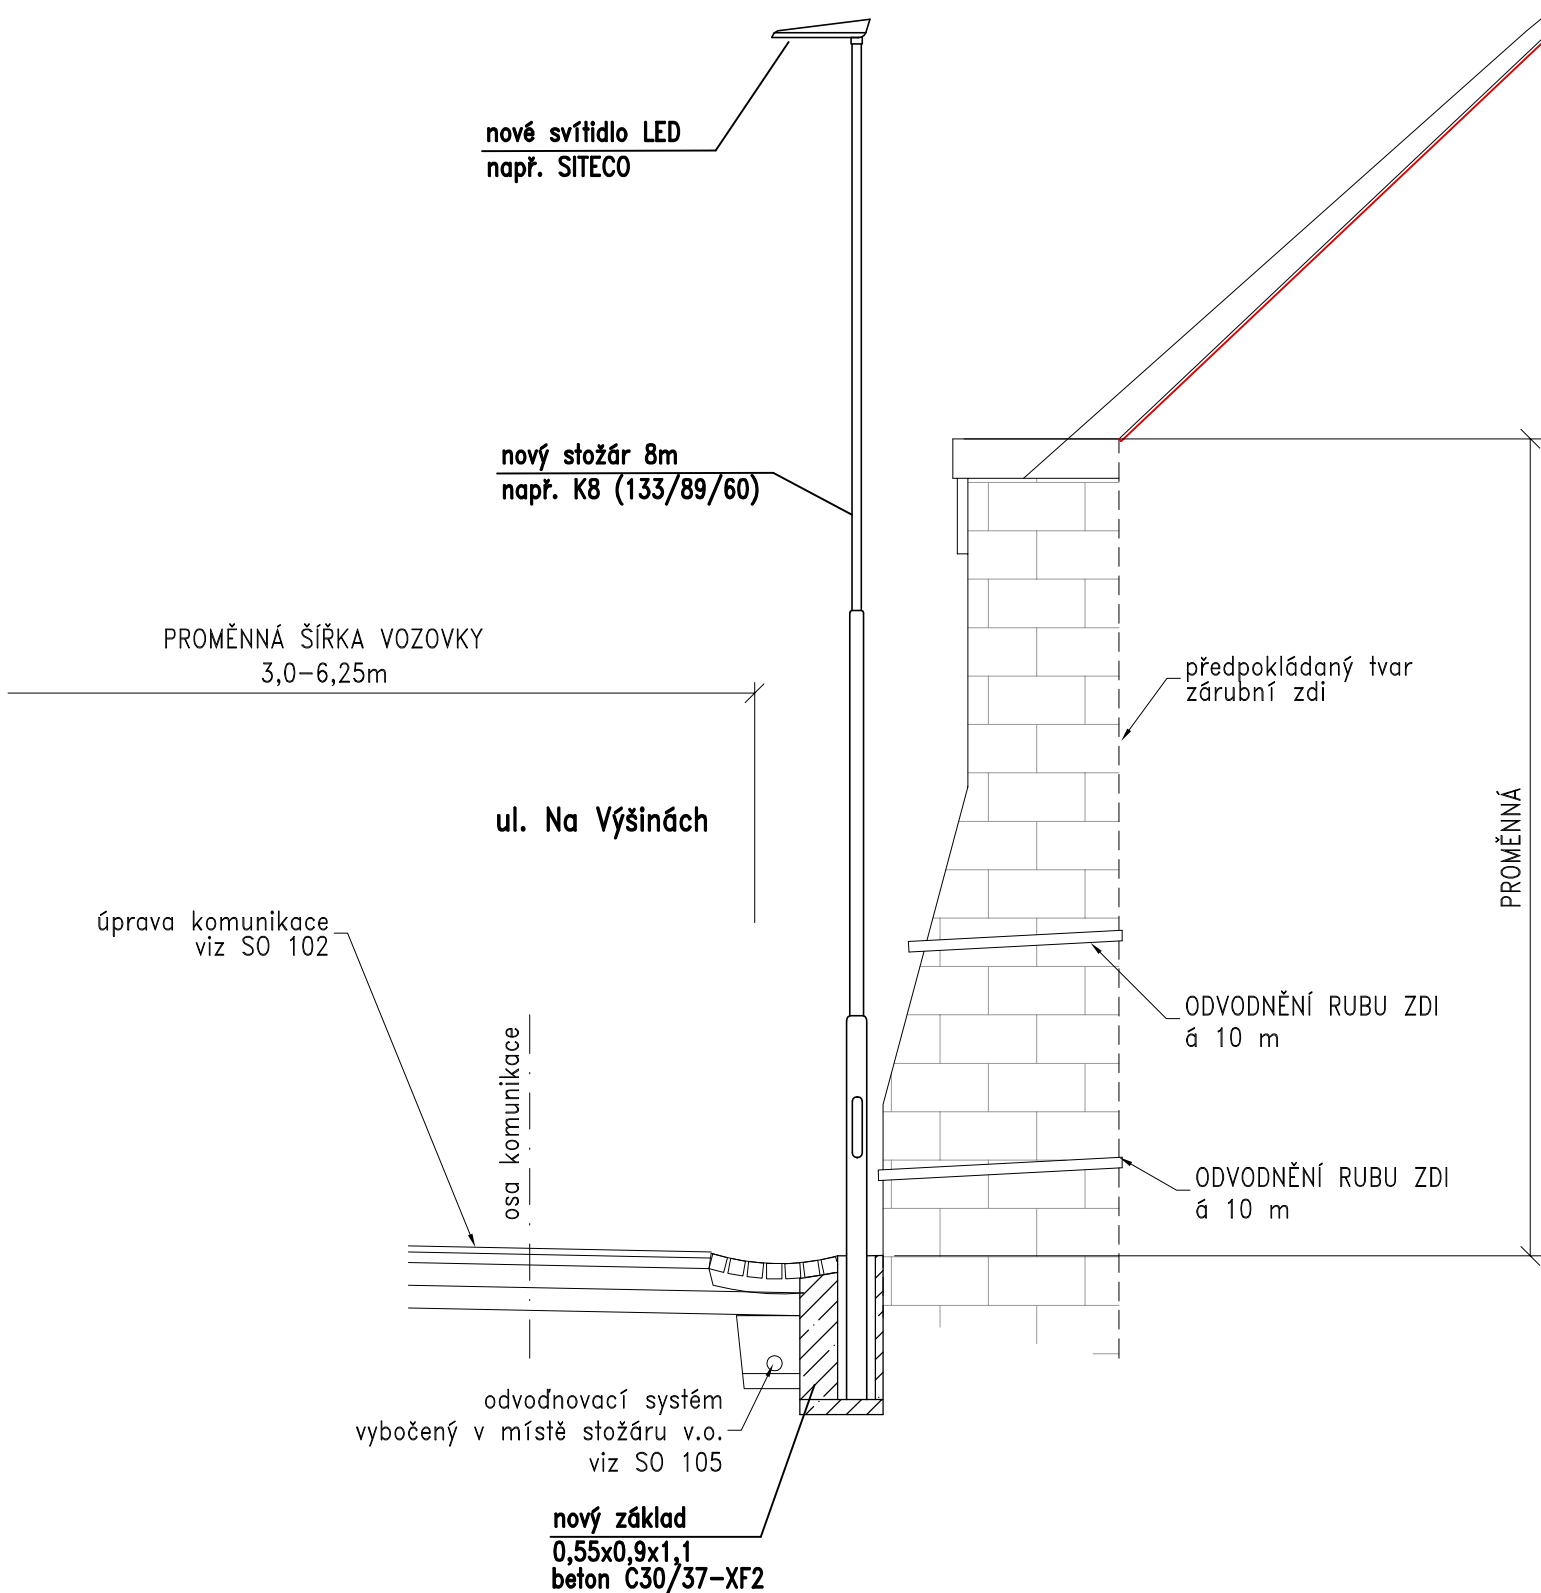 nové svítidlo LED
např. SITECO
nový stožár 8m
např. K8 (133/89/60)
PROMĚNNÁ ŠÍŘKA VOZOVKY
3,0-6,25m
předpokládaný tvar
zárubní zdi
ul. Na Výšinách
PROMĚNNÁ
úprava komunikace
viz SO 102
ODVODNĚNÍ RUBU ZDI
á 10 m
osa komunikace
ODVODNĚNÍ RUBU ZDI
á 10 m
odvodňovací systém
vybočený v místě stožáru v.o.
viz SO 105
nový základ
0,55x0,9x1,1
beton C30/37-XF2